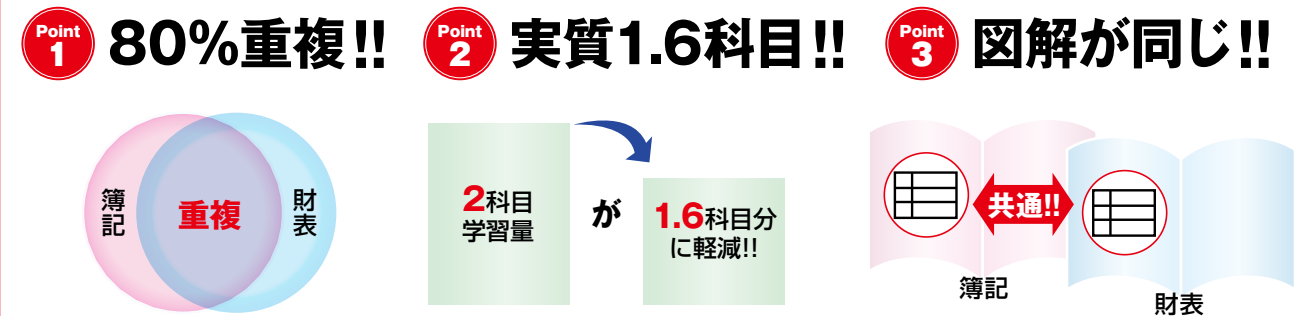 Point 1 80%重複!!
簿記
重複
財表
Point 2 実質1.6科目!!
2科目
学習量
が
1.6科目分
に軽減!!
Point 3 図解が同じ!!
共通!!
簿記
財表